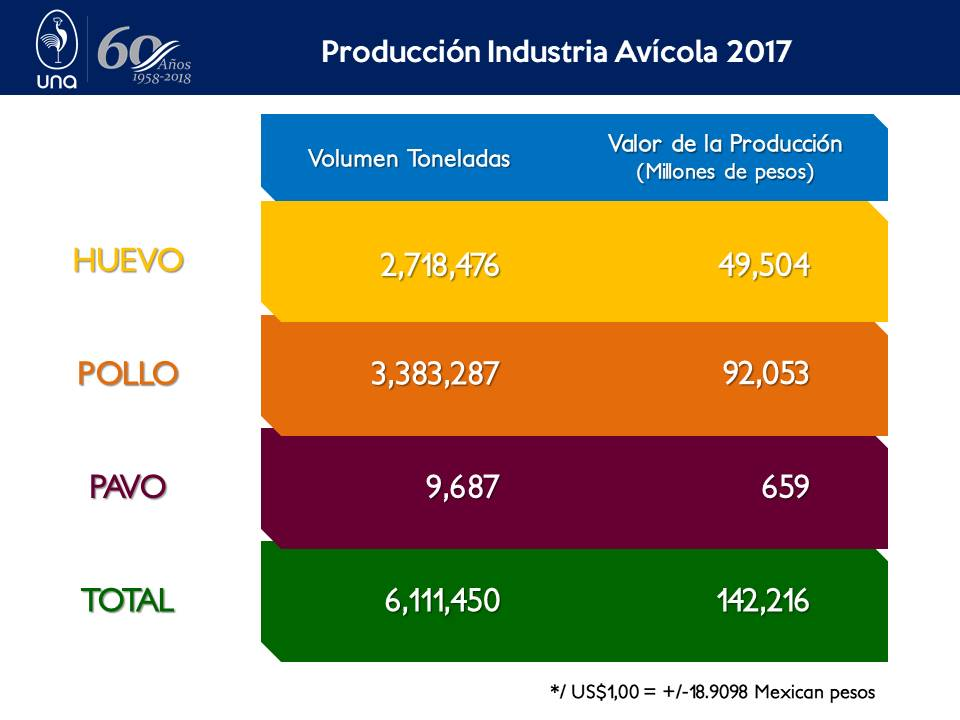 una
60 Años
1958-2018
Producción Industria Avícola 2017
Volumen Toneladas
Valor de la Producción
(Millones de pesos)
HUEVO 2,718,476 49,504
POLLO 3,383,287 92,053
PAVO 9,687 659
TOTAL 6,111,450 142,216
*/ US$1,00 = +/-18.9098 Mexican pesos